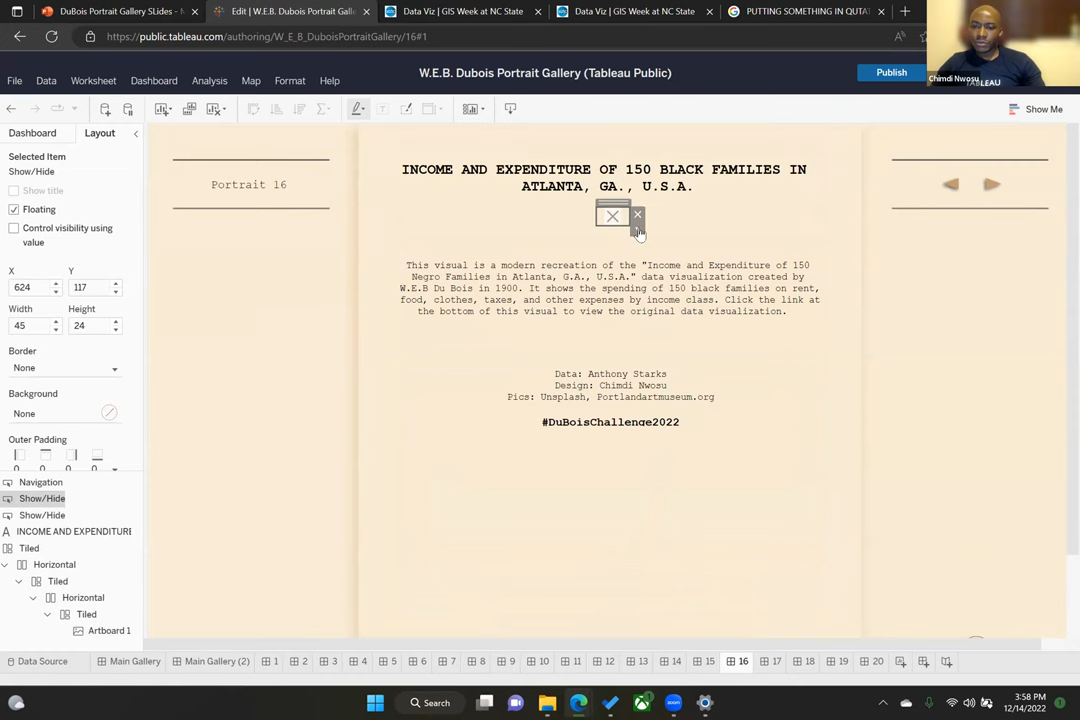 DuBois Portrait Gallery SLides - M
Edit | W.E.B. Dubois Portrait Galle
Data Viz | GIS Week at NC State
Data Viz | GIS Week at NC State
PUTTING SOMETHING IN QUTAT
https://public.tableau.com/authoring/W_E_B_DuboisPortraitGallery/16#1
File
Data
Worksheet
Dashboard
Analysis
Map
Format
Help
W.E.B. Dubois Portrait Gallery (Tableau Public)
Publish
Chimdi Nwosu
TABLEAU
Show Me
Dashboard
Layout
Selected Item
Show/Hide
Show title
Floating
Control visibility using
value
X
Y
624
117
Width
Height
45
24
Border
None
Background
None
Outer Padding
0 0 0 0
Navigation
Show/Hide
Show/Hide
INCOME AND EXPENDITURE
Tiled
Horizontal
Tiled
Horizontal
Tiled
Artboard 1
Portrait 16
INCOME AND EXPENDITURE OF 150 BLACK FAMILIES IN
ATLANTA, GA., U.S.A.
This visual is a modern recreation of the "Income and Expenditure of 150
Negro Families in Atlanta, G.A., U.S.A." data visualization created by
W.E.B Du Bois in 1900. It shows the spending of 150 black families on rent,
food, clothes, taxes, and other expenses by income class. Click the link at
the bottom of this visual to view the original data visualization.
Data: Anthony Starks
Design: Chimdi Nwosu
Pics: Unsplash, Portlandartmuseum.org
#DuBoisChallenge2022
Data Source
Main Gallery
Main Gallery (2)
1
2
3
4
5
6
7
8
9
10
11
12
13
14
15
16
17
18
19
20
Search
3:58 PM
12/14/2022